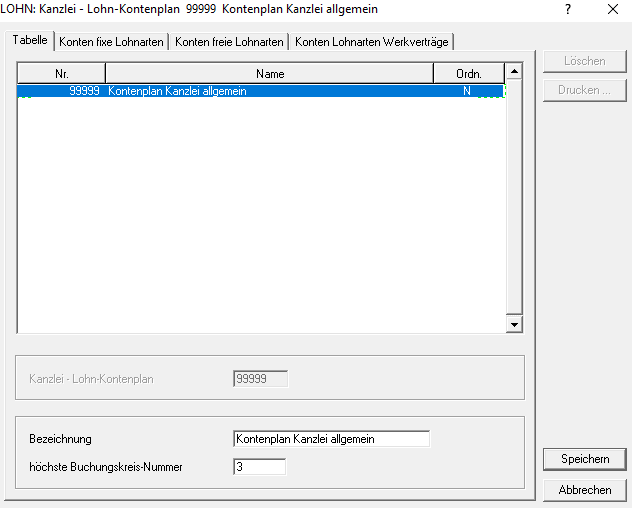 LOHN: Kanzlei - Lohn-Kontenplan 99999 Kontenplan Kanzlei allgemein ?
Tabelle Konten fixe Lohnarten Konten freie Lohnarten Konten Lohnarten Werkverträge
Löschen
Nr. Name Ordn.
99999 Kontenplan Kanzlei allgemein N
Drucken ...
Kanzlei - Lohn-Kontenplan 99999
Bezeichnung Kontenplan Kanzlei allgemein
höchste Buchungskreis-Nummer 3
Speichern
Abbrechen